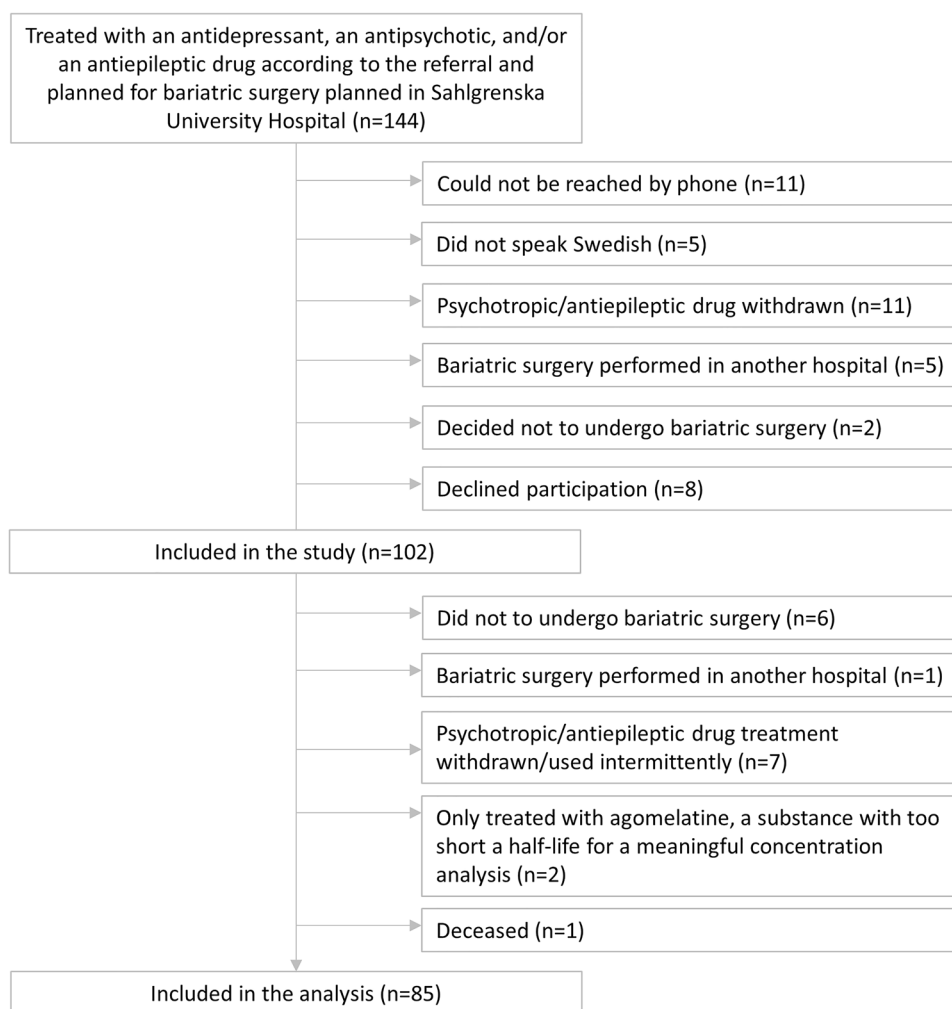 Treated with an antidepressant, an antipsychotic, and/or
an antiepileptic drug according to the referral and
planned for bariatric surgery planned in Sahlgrenska
University Hospital (n=144)
Could not be reached by phone (n=11)
Did not speak Swedish (n=5)
Psychotropic/antiepileptic drug withdrawn (n=11)
Bariatric surgery performed in another hospital (n=5)
Decided not to undergo bariatric surgery (n=2)
Declined participation (n=8)
Included in the study (n=102)
Did not to undergo bariatric surgery (n=6)
Bariatric surgery performed in another hospital (n=1)
Psychotropic/antiepileptic drug treatment
withdrawn/used intermittently (n=7)
Only treated with agomelatine, a substance with too
short a half-life for a meaningful concentration
analysis (n=2)
Deceased (n=1)
Included in the analysis (n=85)